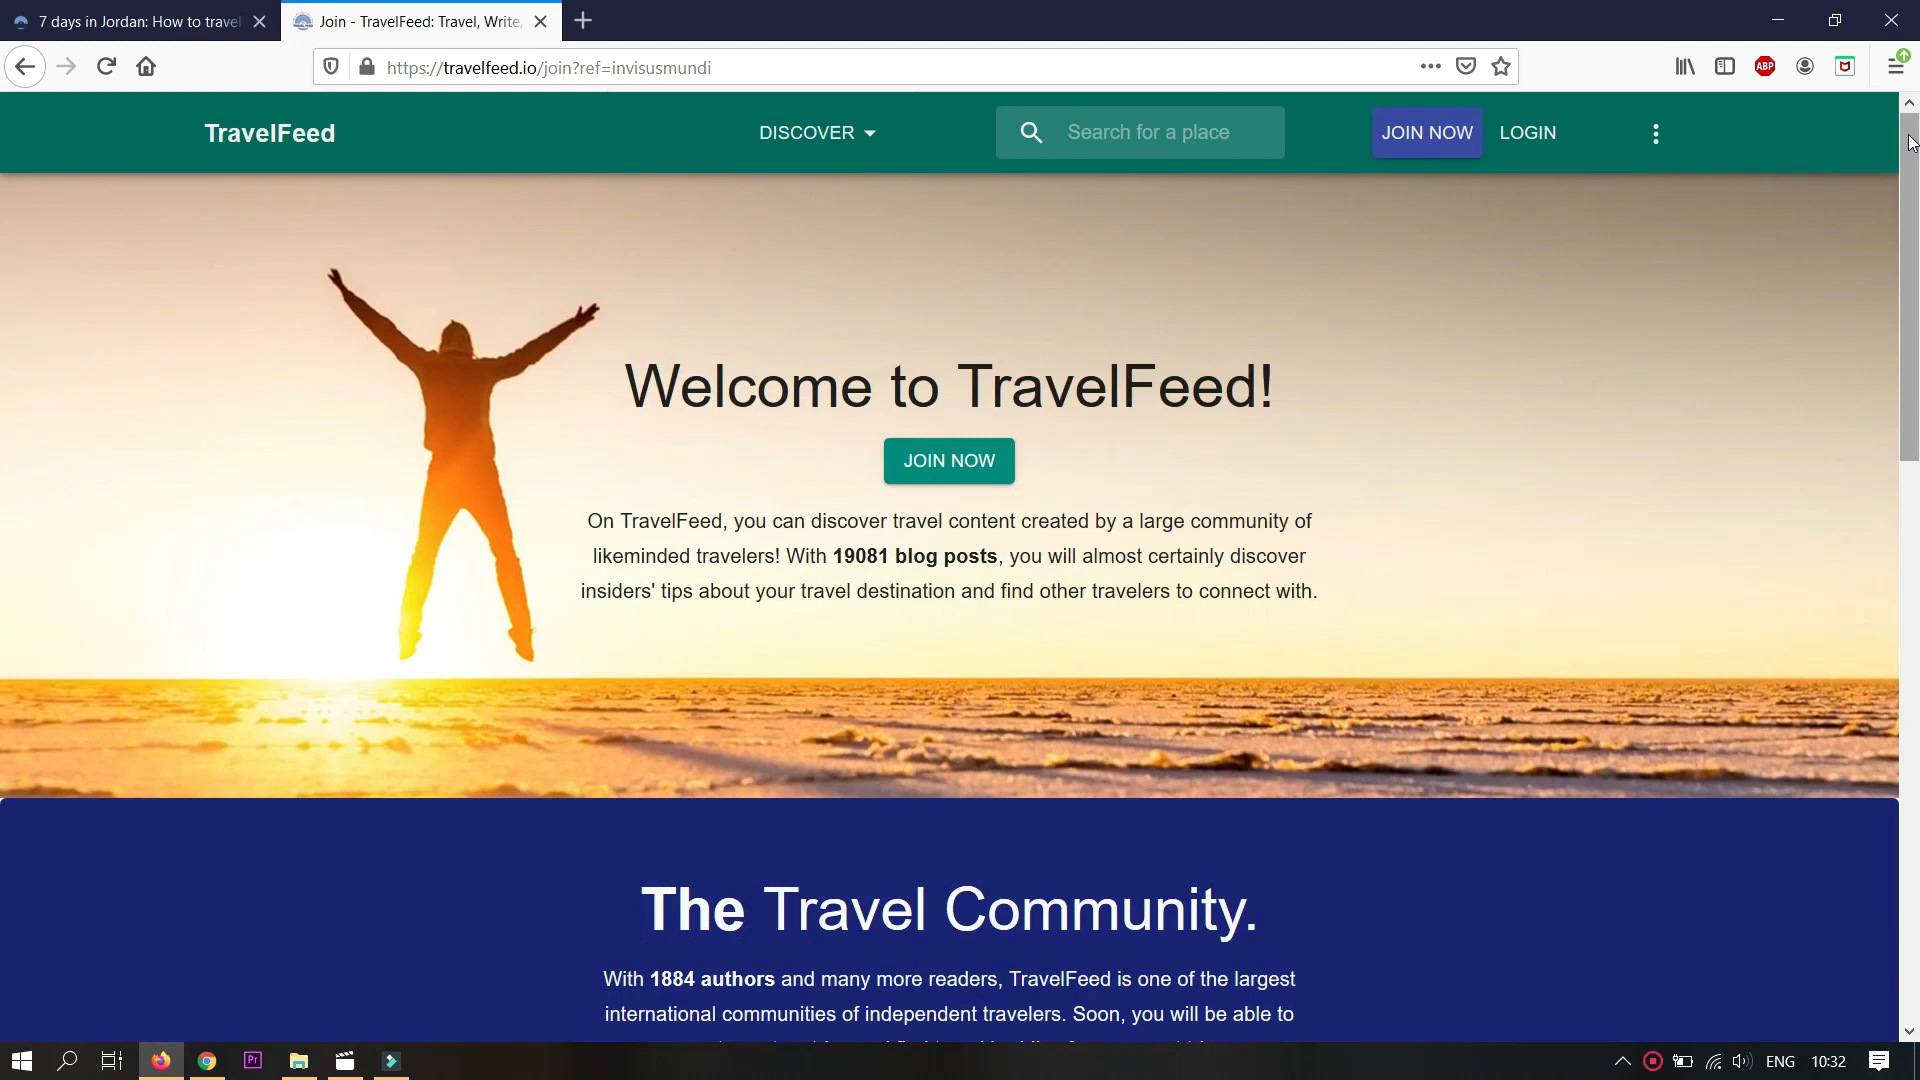 7 days in Jordan: How to travel
Join - TravelFeed: Travel, Write,
https://travelfeed.io/join?ref=invisusmundi
ABP
TravelFeed
DISCOVER
Search for a place
JOIN NOW
LOGIN
Welcome to TravelFeed!
JOIN NOW
On TravelFeed, you can discover travel content created by a large community of
likeminded travelers! With 19081 blog posts, you will almost certainly discover
insiders' tips about your travel destination and find other travelers to connect with.
The Travel Community.
With 1884 authors and many more readers, TravelFeed is one of the largest
international communities of independent travelers. Soon, you will be able to
Pr
ENG
10:32